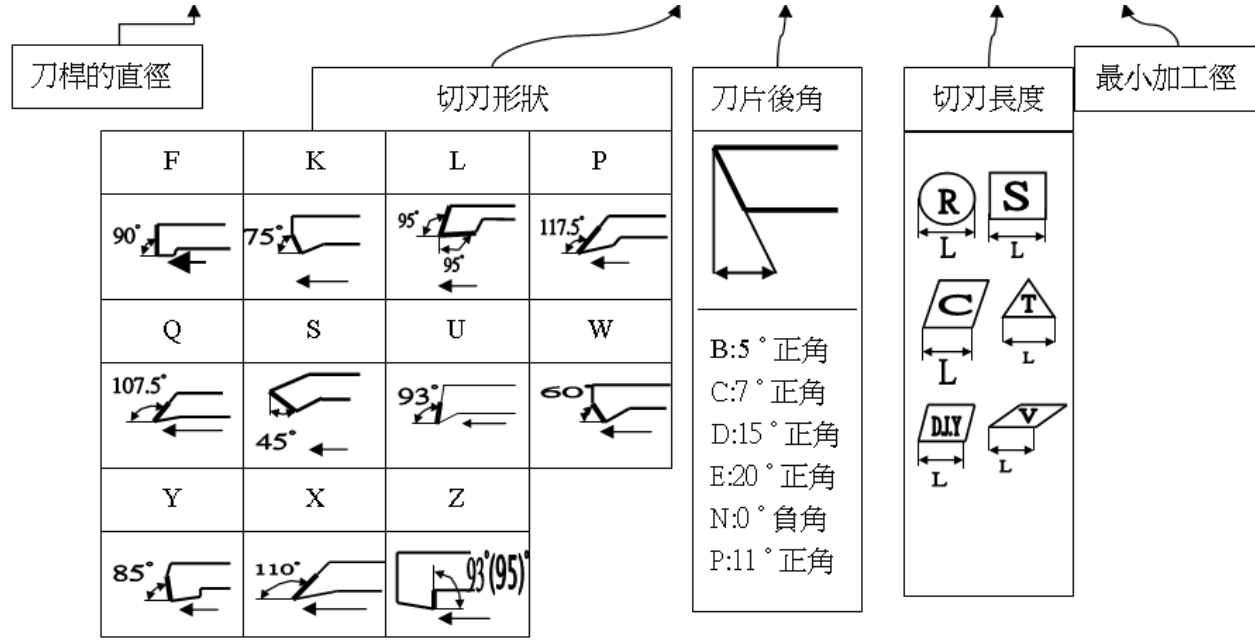 刀桿的直徑
切刃形狀
刀片後角
切刃長度
最小加工徑
F K L P
90° 75° 95° 95° 117.5°
Q S U W
107.5° 45° 93° 60°
Y X Z
85° 110° 93°(95)°
B:5°正角
C:7°正角
D:15°正角
E:20°正角
N:0°負角
P:11°正角
R S
L L
C T
L L
D.I.Y V
L L